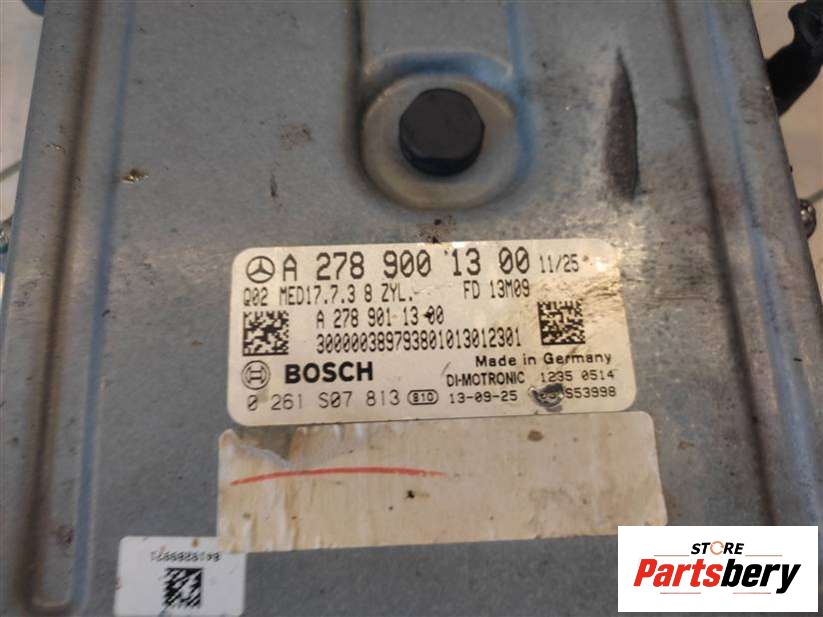 A 278 900 13 00 11/25
Q02 MED17.7.3 8 ZYL. FD 13M09
A 278 901 13 00
30000038979380101301230​1
Made in Germany
BOSCH DI-MOTRONIC 1235 0514
0 261 S07 813 810 13-09-25 S53998
STORE
Partsbery